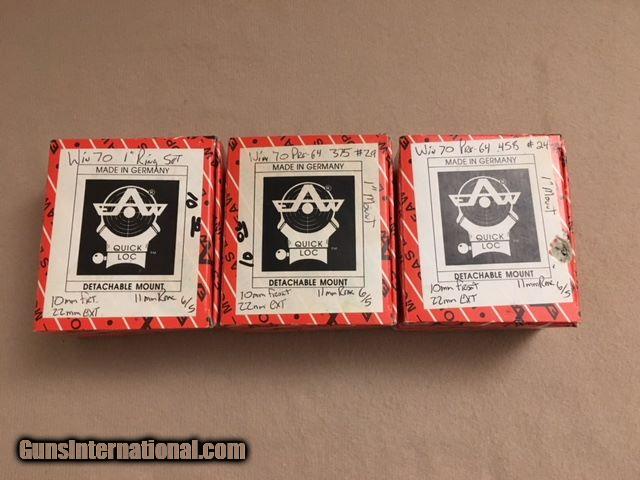 Win 70 1" Ring Set
MADE IN GERMANY
EAW
QUICK
LOC
DETACHABLE MOUNT
10mm FRT.
11mm Rear
6/5
22mm EXT
Win 70 Pre-64 375 #29
MADE IN GERMANY
1" Mount
EAW
QUICK
LOC
DETACHABLE MOUNT
10mm Front
11mm Rear
6/5
22mm EXT
Win 70 Pre-64 458 #24
MADE IN GERMANY
1" Mount
EAW
QUICK
LOC
DETACHABLE MOUNT
10mm Front
11mm Rear
6/5
22mm EXT
GunsInternational.com